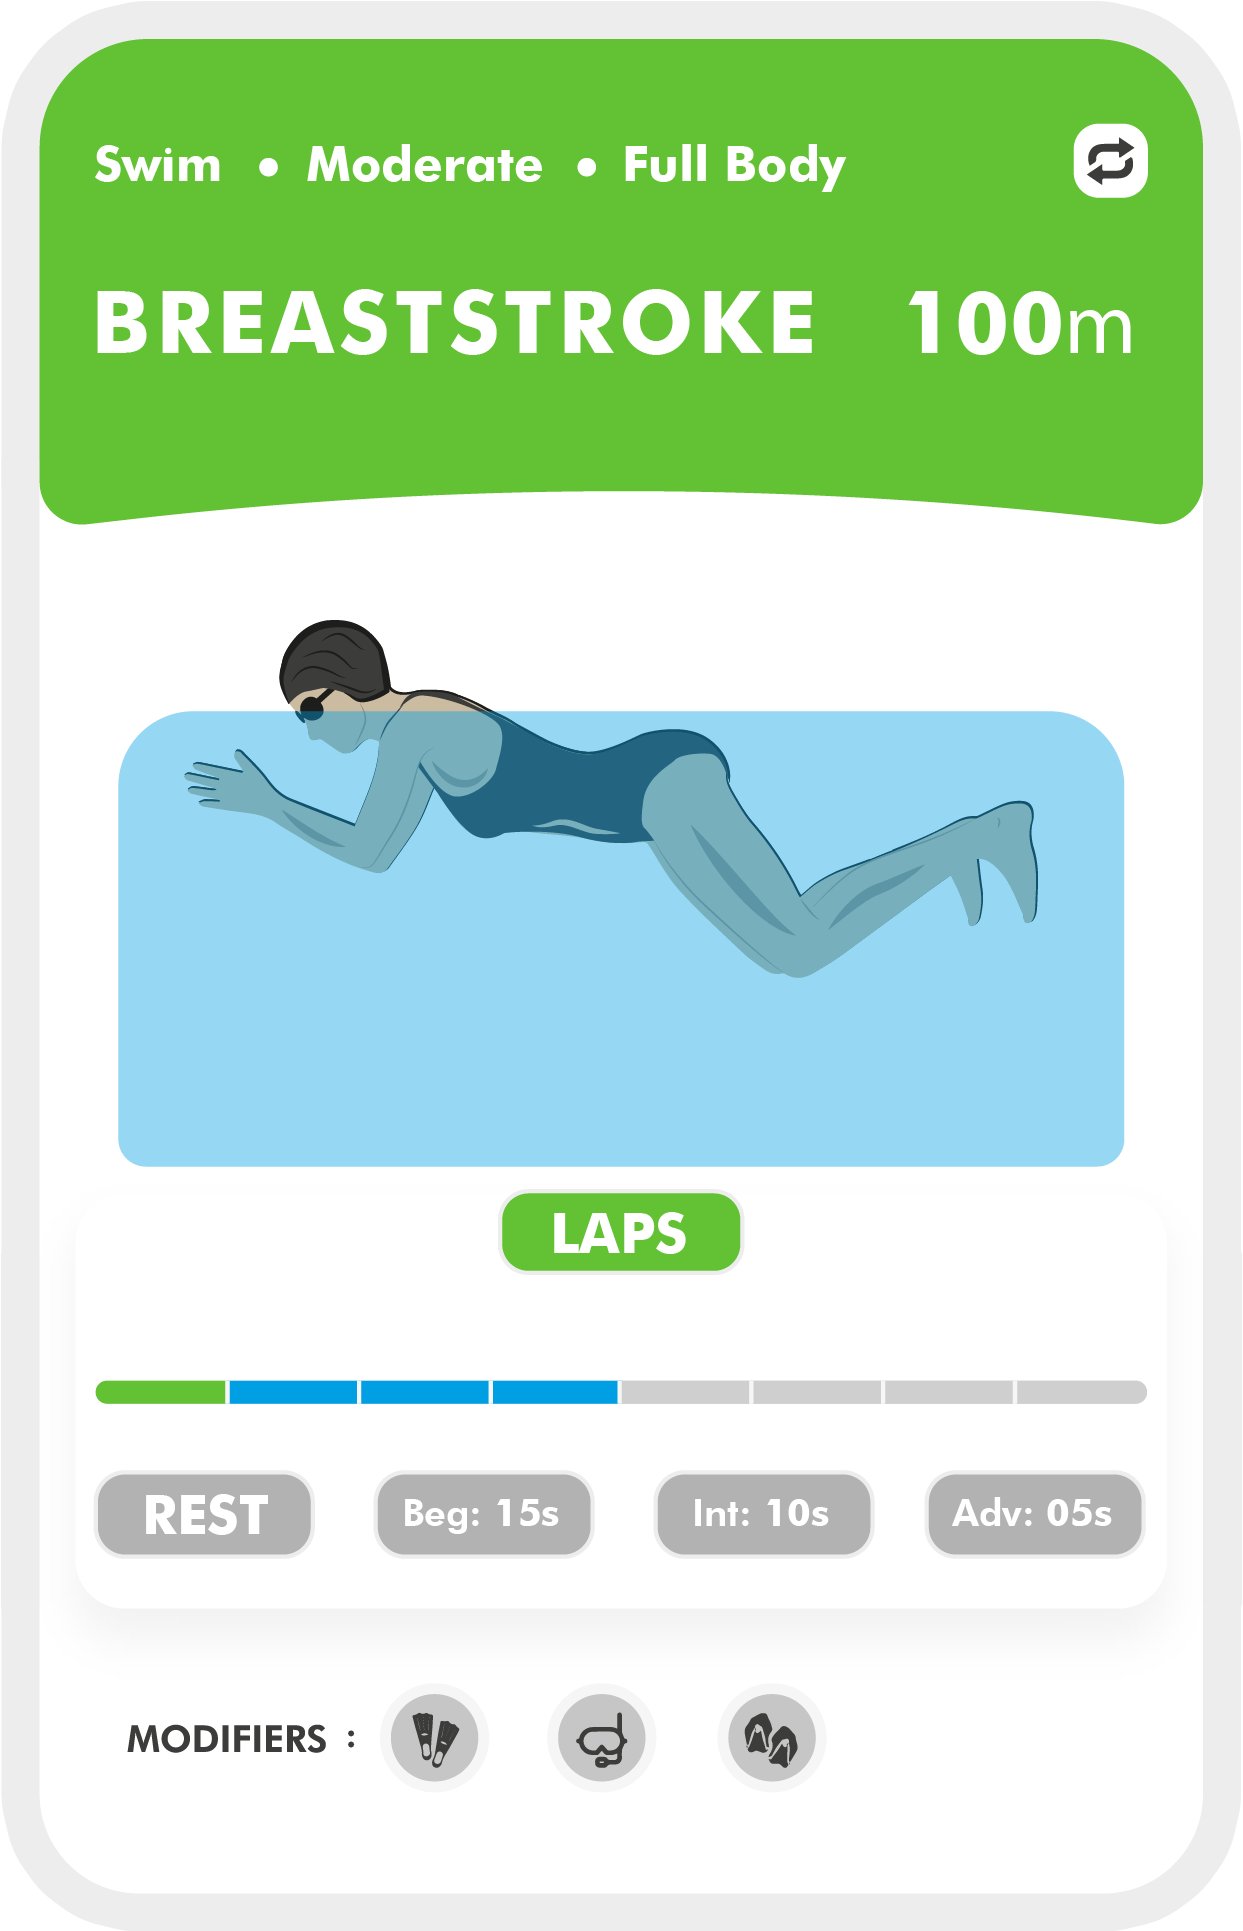 Swim • Moderate • Full Body
BREASTSTROKE 100m
LAPS
REST Beg: 15s Int: 10s Adv: 05s
MODIFIERS :